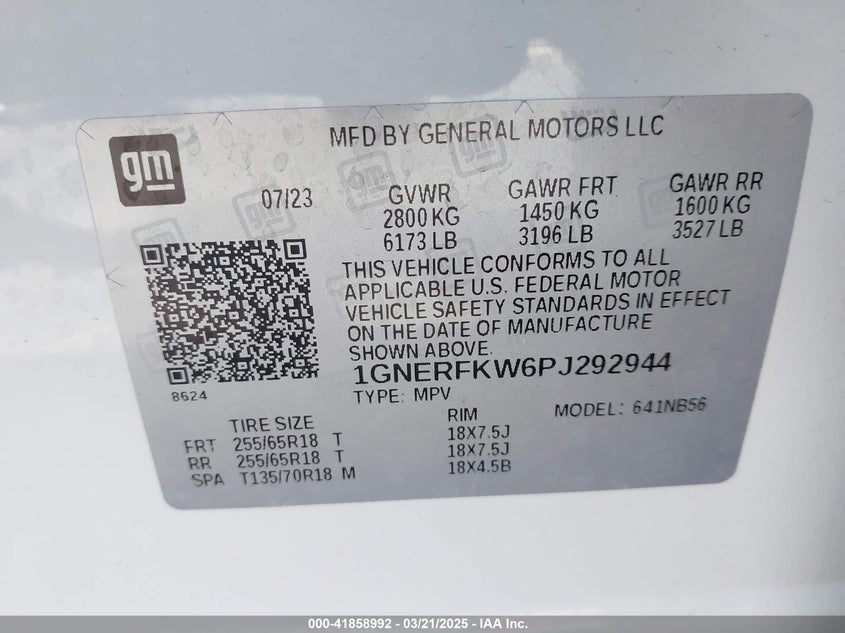 gm
MFD BY GENERAL MOTORS LLC
07/23
GVWR GAWR FRT GAWR RR
2800 KG 1450 KG 1600 KG
6173 LB 3196 LB 3527 LB
THIS VEHICLE CONFORMS TO ALL
APPLICABLE U.S. FEDERAL MOTOR
VEHICLE SAFETY STANDARDS IN EFFECT
ON THE DATE OF MANUFACTURE
SHOWN ABOVE.
1GNERFKW6PJ292944
8624
TYPE: MPV MODEL: 641NB56
TIRE SIZE RIM
FRT 255/65R18 T 18X7.5J
RR 255/65R18 T 18X7.5J
SPA T135/70R18 M 18X4.5B
000-41858992 — 03/21/2025 — IAA Inc.